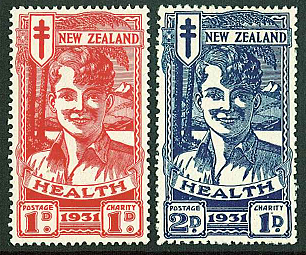 NEW ZEALAND
HEALTH
POSTAGE CHARITY
1D. 1931 1D.
NEW ZEALAND
HEALTH
POSTAGE CHARITY
2D. 1931 1D.